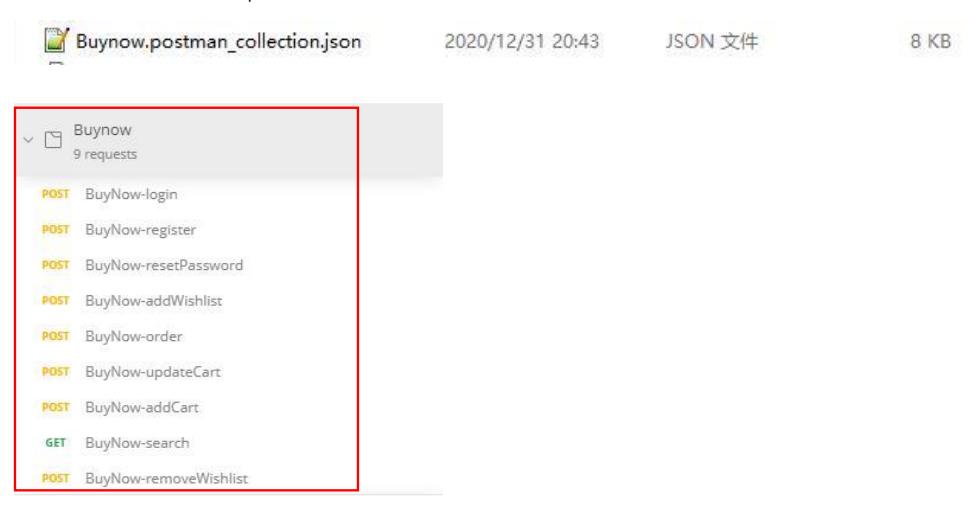 Buynow.postman_collection.json 2020/12/31 20:43 JSON 文件 8 KB
Buynow
9 requests
POST BuyNow-login
POST BuyNow-register
POST BuyNow-resetPassword
POST BuyNow-addWishlist
POST BuyNow-order
POST BuyNow-updateCart
POST BuyNow-addCart
GET BuyNow-search
POST BuyNow-removeWishlist